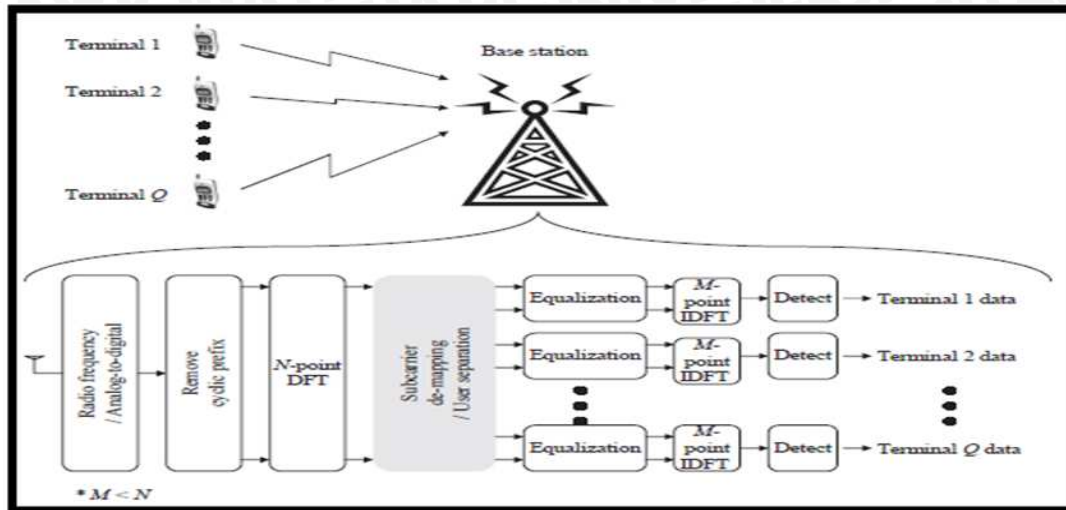 Terminal 1
Base station
Terminal 2
Terminal Q
Radio frequency
/ Analog-to-digital
Remove
cyclic prefix
N-point
DFT
Subcarrier
de-mapping
/ User separation
Equalization
M-
point
IDFT
Detect
Terminal 1 data
Equalization
M-
point
IDFT
Detect
Terminal 2 data
Equalization
M-
point
IDFT
Detect
Terminal Q data
* M < N